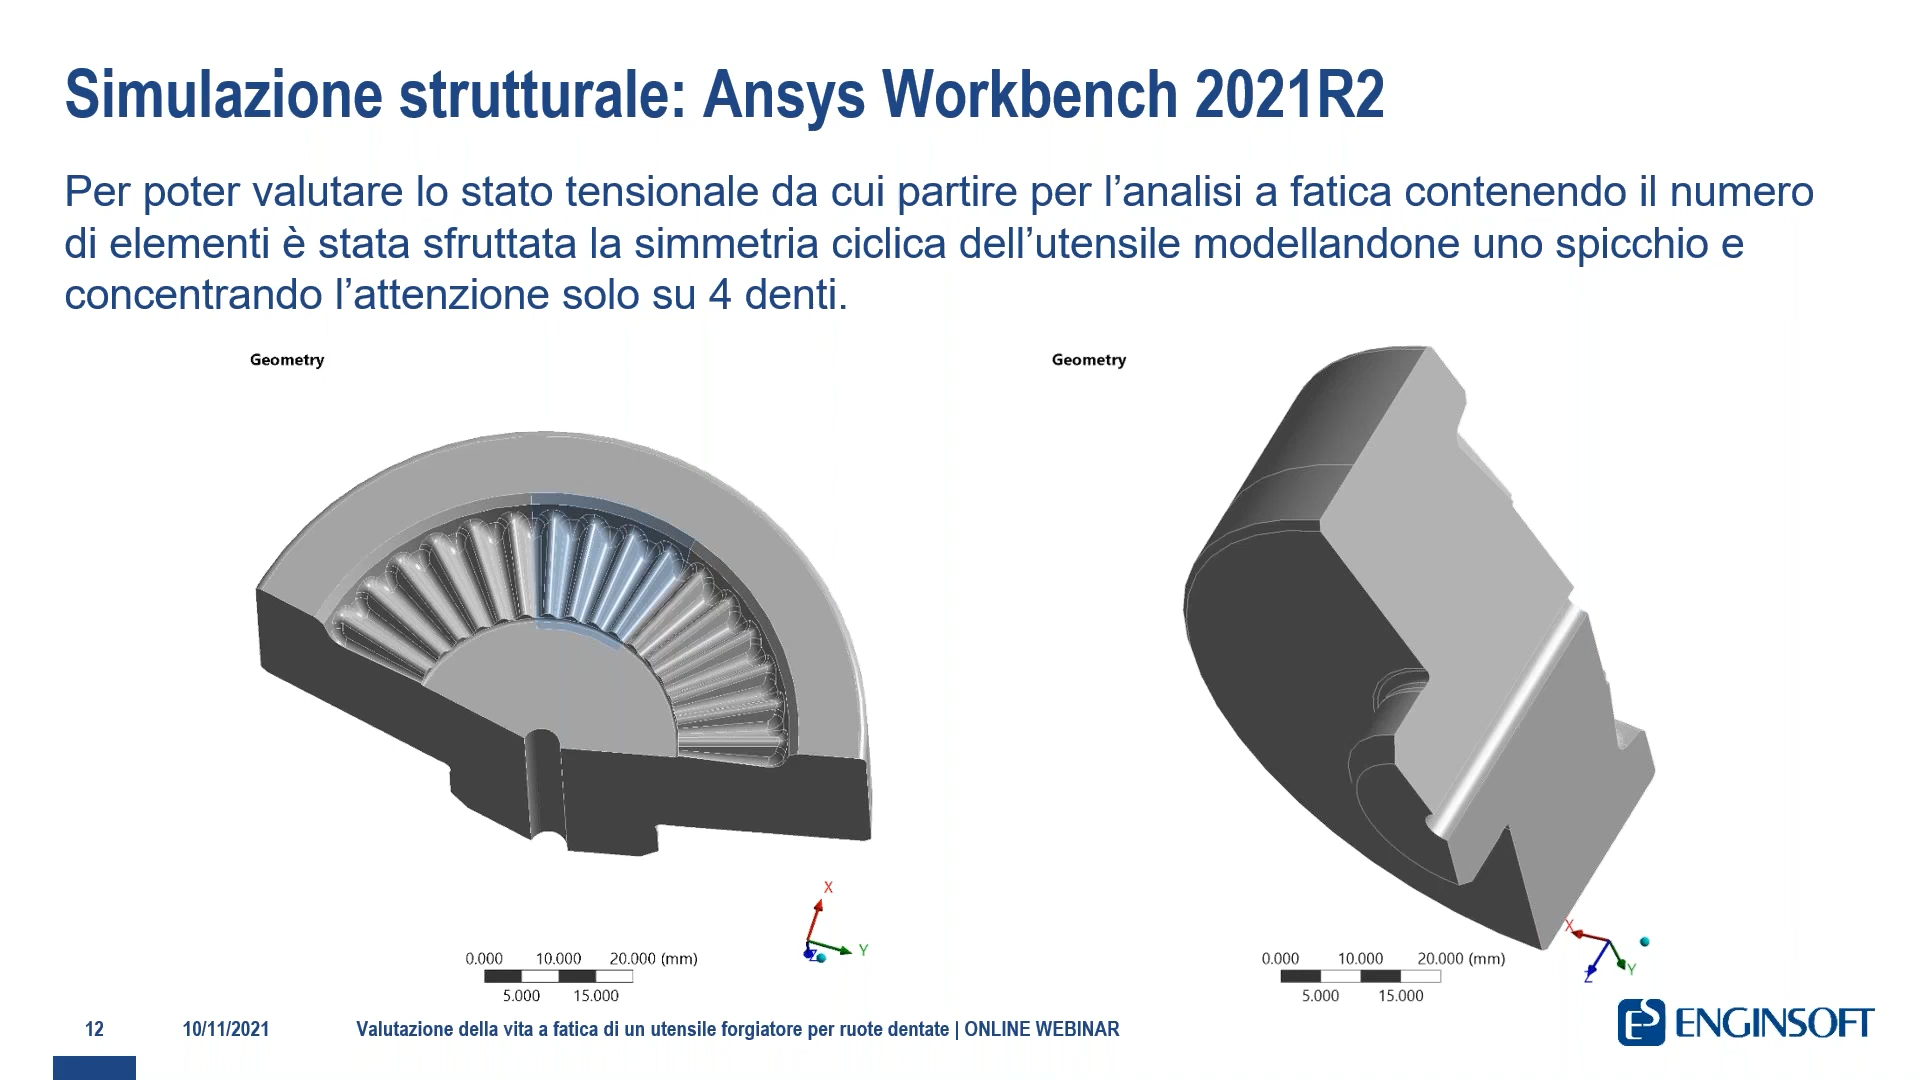 Simulazione strutturale: Ansys Workbench 2021R2
Per poter valutare lo stato tensionale da cui partire per l’analisi a fatica contenendo il numero
di elementi è stata sfruttata la simmetria ciclica dell’utensile modellandone uno spicchio e
concentrando l’attenzione solo su 4 denti.
Geometry
Geometry
X
Y
Z
0.000 10.000 20.000 (mm)
5.000 15.000
X
Y
Z
0.000 10.000 20.000 (mm)
5.000 15.000
12 10/11/2021 Valutazione della vita a fatica di un utensile forgiatore per ruote dentate | ONLINE WEBINAR
ENGINSOFT